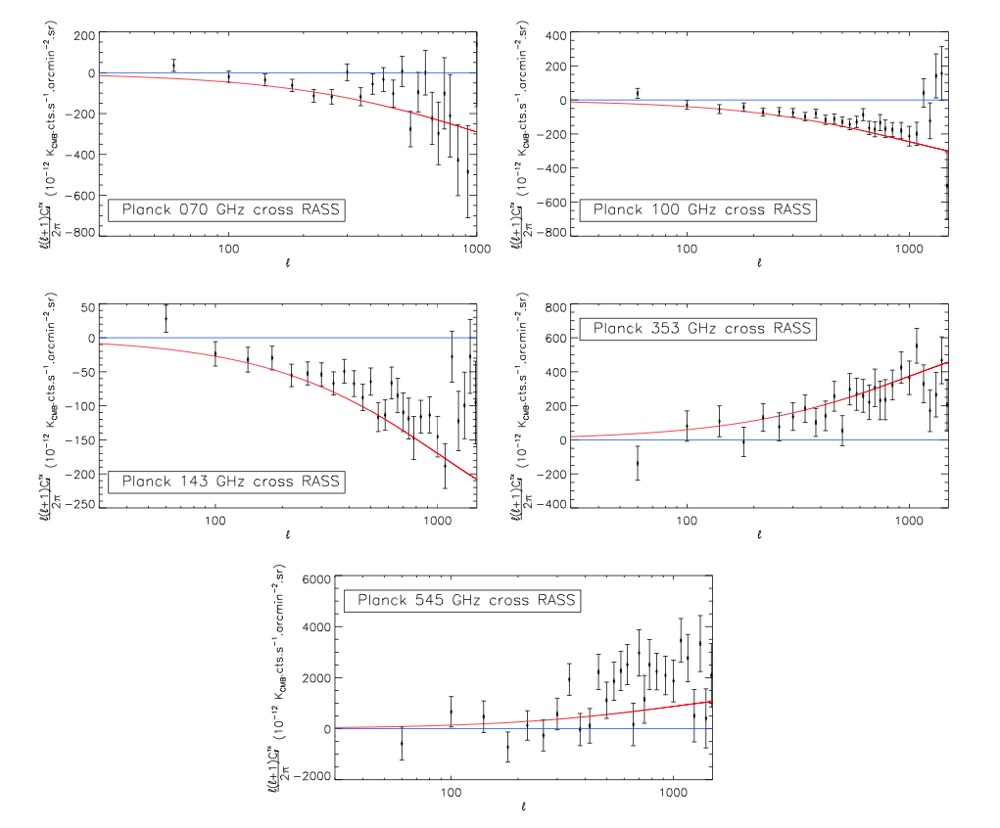 200
0
−200
−400
−600
−800
ℓ(ℓ+1)C_ℓ^{TX}/2π (10⁻¹² K_CMB.cts.s⁻¹.arcmin⁻².sr)
Planck 070 GHz cross RASS
100 1000
ℓ
400
200
0
−200
−400
−600
−800
ℓ(ℓ+1)C_ℓ^{TX}/2π (10⁻¹² K_CMB.cts.s⁻¹.arcmin⁻².sr)
Planck 100 GHz cross RASS
100 1000
ℓ
50
0
−50
−100
−150
−200
−250
ℓ(ℓ+1)C_ℓ^{TX}/2π (10⁻¹² K_CMB.cts.s⁻¹.arcmin⁻².sr)
Planck 143 GHz cross RASS
100 1000
ℓ
800
600
400
200
0
−200
−400
ℓ(ℓ+1)C_ℓ^{TX}/2π (10⁻¹² K_CMB.cts.s⁻¹.arcmin⁻².sr)
Planck 353 GHz cross RASS
100 1000
ℓ
6000
4000
2000
0
−2000
ℓ(ℓ+1)C_ℓ^{TX}/2π (10⁻¹² K_CMB.cts.s⁻¹.arcmin⁻².sr)
Planck 545 GHz cross RASS
100 1000
ℓ